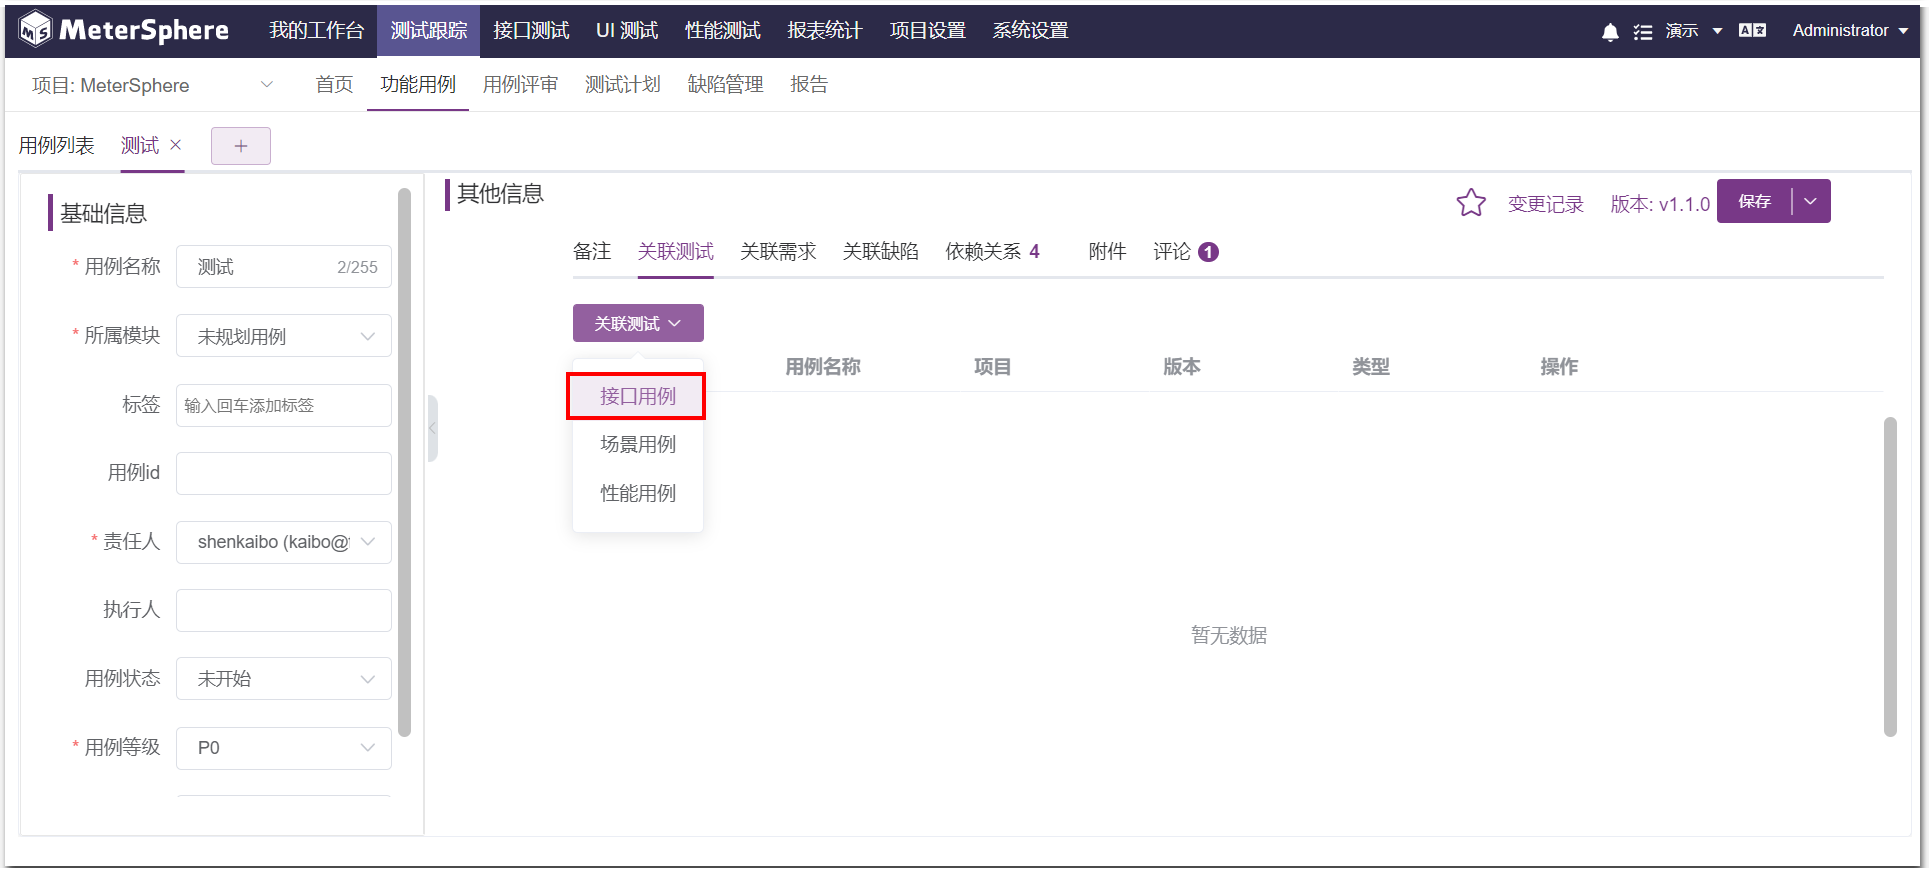 MeterSphere 我的工作台 测试跟踪 接口测试 UI 测试 性能测试 报表统计 项目设置 系统设置 演示 Administrator
项目: MeterSphere 首页 功能用例 用例评审 测试计划 缺陷管理 报告
用例列表 测试 × +
基础信息
* 用例名称 测试 2/255
* 所属模块 未规划用例
标签 输入回车添加标签
用例id
* 责任人 shenkaibo (kaibo@
执行人
用例状态 未开始
* 用例等级 P0
其他信息
变更记录 版本: v1.1.0 保存
备注 关联测试 关联需求 关联缺陷 依赖关系 4 附件 评论 1
关联测试
用例名称 项目 版本 类型 操作
接口用例
场景用例
性能用例
暂无数据